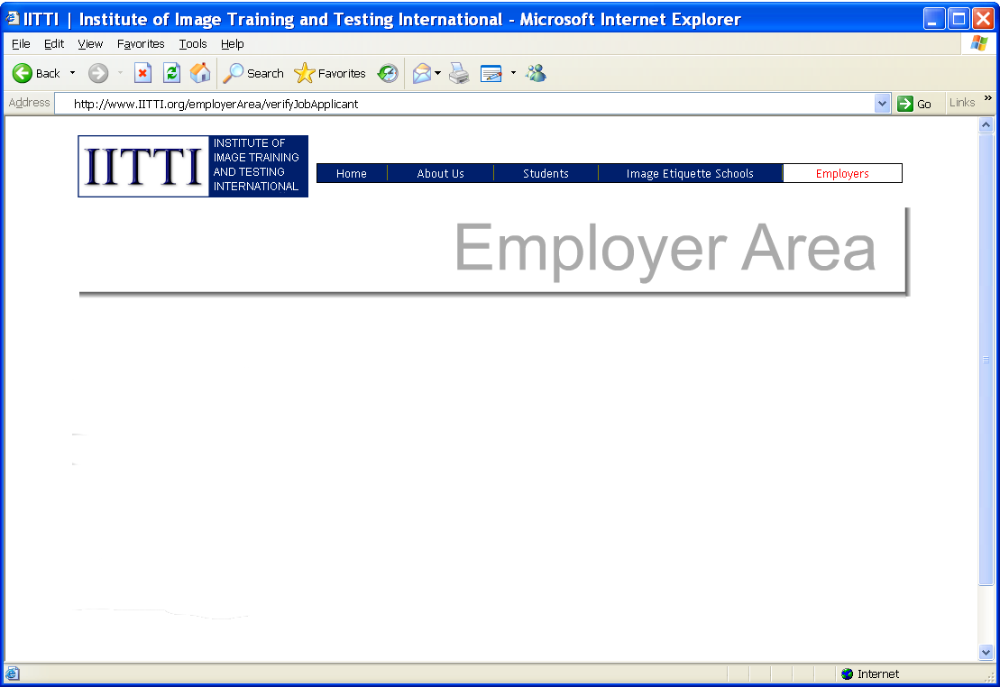 IITTI | Institute of Image Training and Testing International - Microsoft Internet Explorer
File Edit View Favorites Tools Help
Back Search Favorites
Address http://www.IITTI.org/employerArea/verifyJobApplicant Go Links »
IITTI
INSTITUTE OF
IMAGE TRAINING
AND TESTING
INTERNATIONAL
Home About Us Students Image Etiquette Schools Employers
Employer Area
Internet